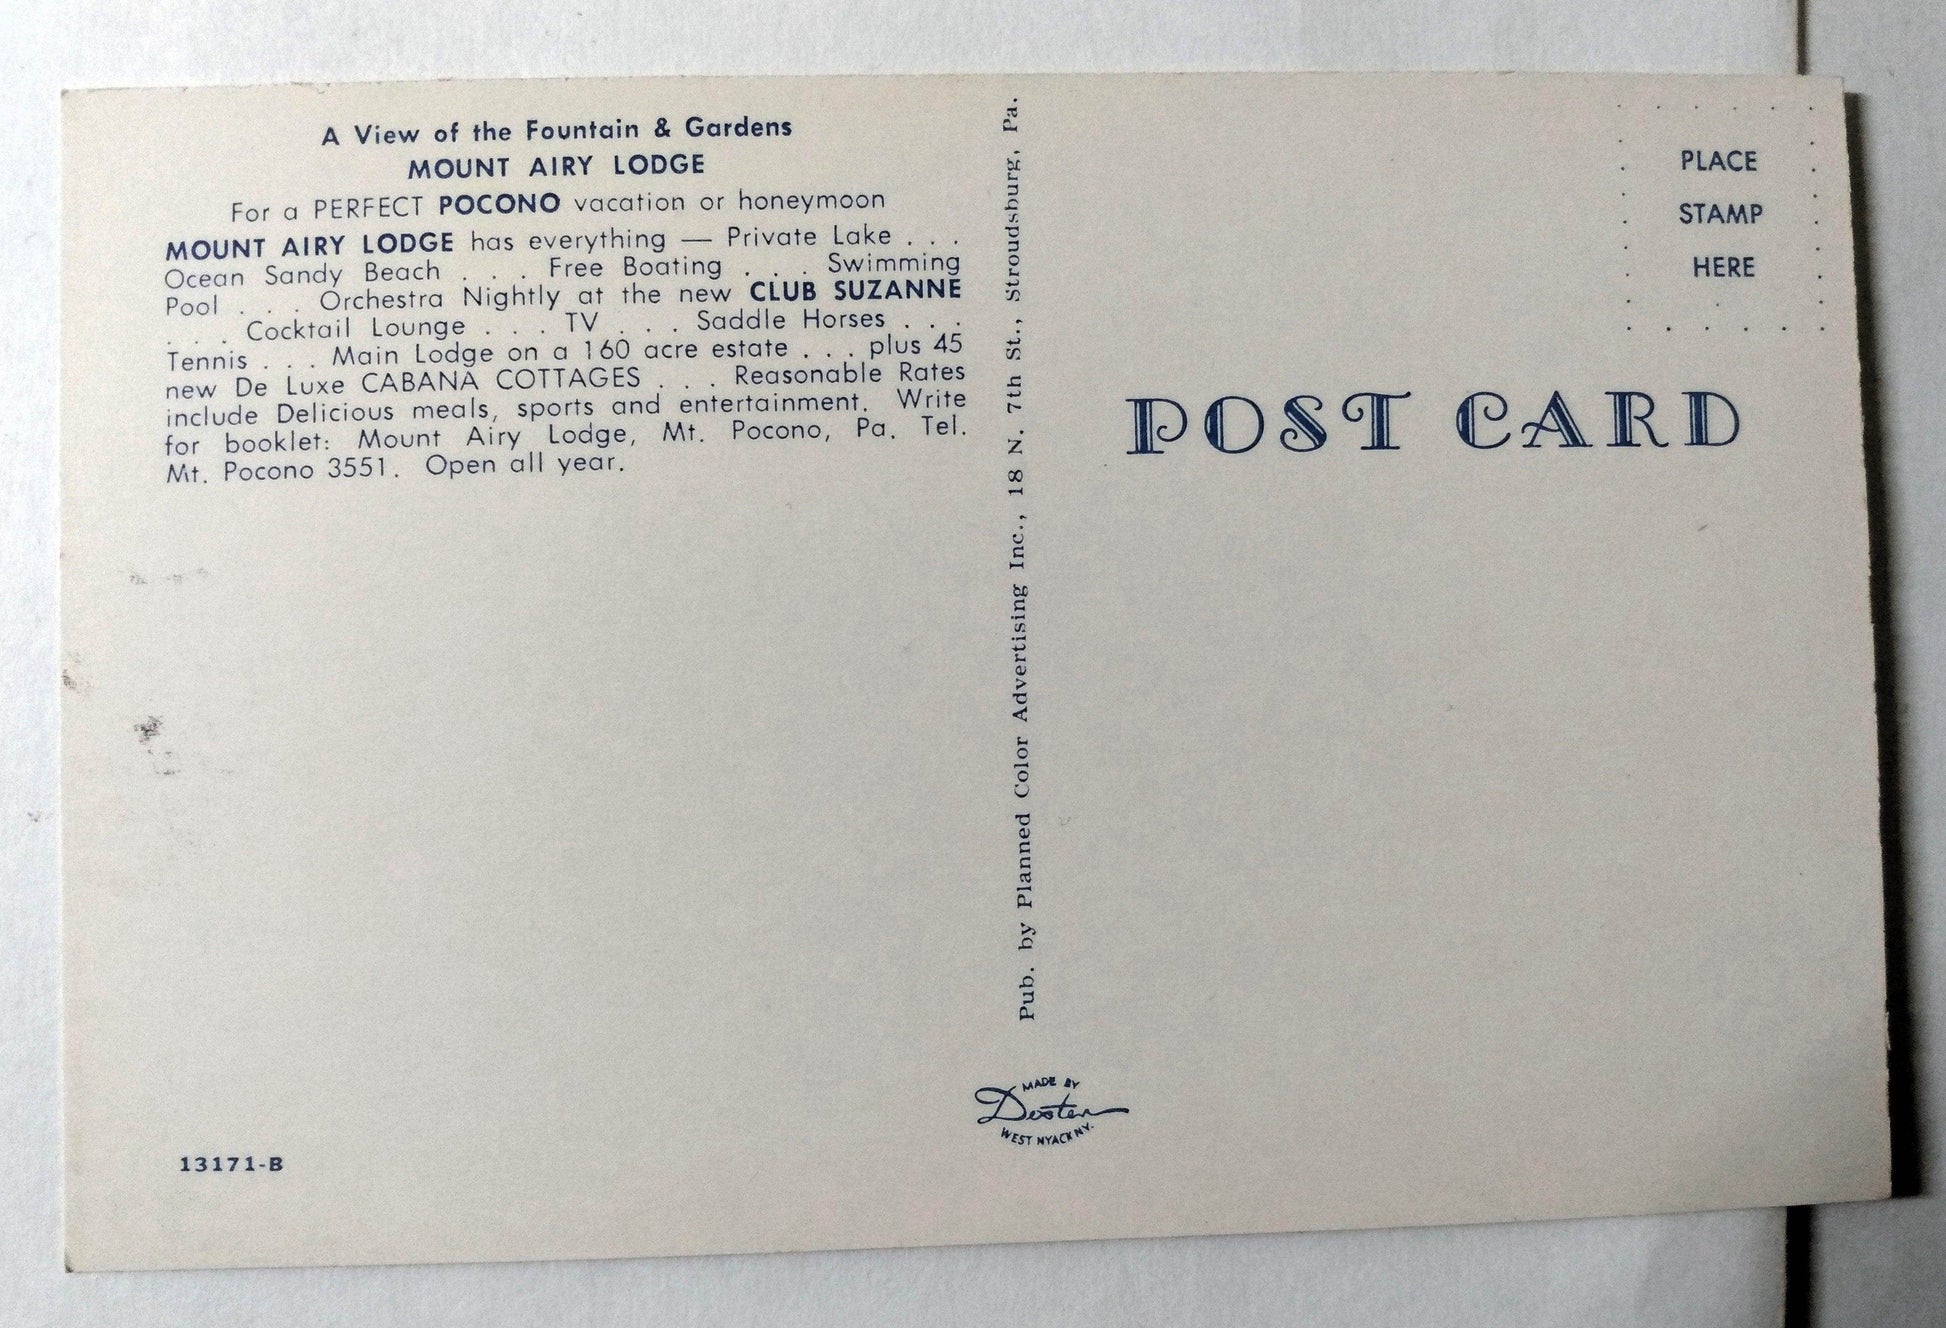 A View of the Fountain & Gardens
MOUNT AIRY LODGE
For a PERFECT POCONO vacation or honeymoon
MOUNT AIRY LODGE has everything — Private Lake . . .
Ocean Sandy Beach . . . Free Boating . . . Swimming
Pool . . . Orchestra Nightly at the new CLUB SUZANNE
. . . Cocktail Lounge . . . TV . . . Saddle Horses . . .
Tennis . . . Main Lodge on a 160 acre estate . . . plus 45
new De Luxe CABANA COTTAGES . . . Reasonable Rates
include Delicious meals, sports and entertainment. Write
for booklet: Mount Airy Lodge, Mt. Pocono, Pa. Tel.
Mt. Pocono 3551. Open all year.
13171-B
Pub. by Planned Color Advertising Inc., 18 N. 7th St., Stroudsburg, Pa.
MADE BY
Dexter
WEST NYACK N.Y.
PLACE
STAMP
HERE
POST CARD